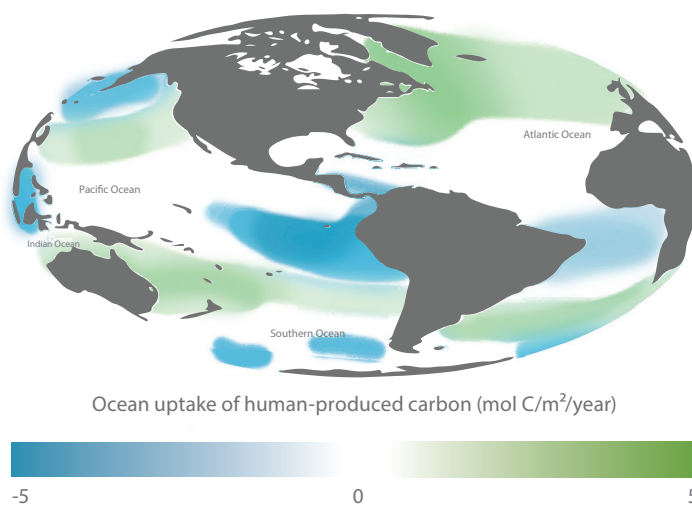 Atlantic Ocean
Pacific Ocean
Indian Ocean
Southern Ocean
Ocean uptake of human-produced carbon (mol C/m²/year)
-5 0 5